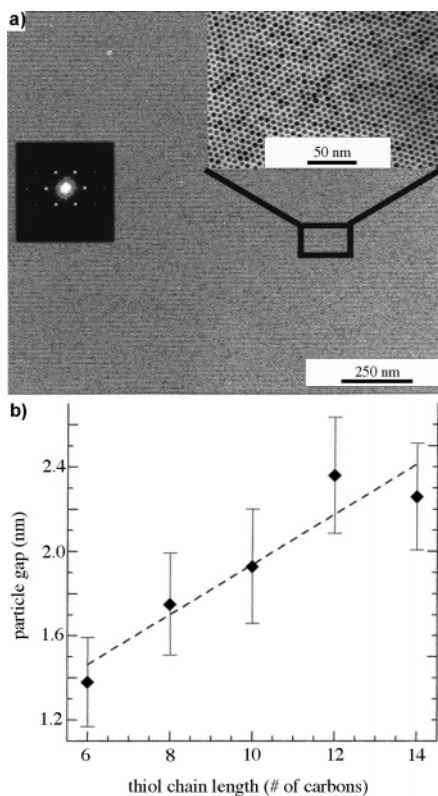 a)
50 nm
250 nm
b)
2.4
2.0
1.6
1.2
particle gap (nm)
6 8 10 12 14
thiol chain length (# of carbons)